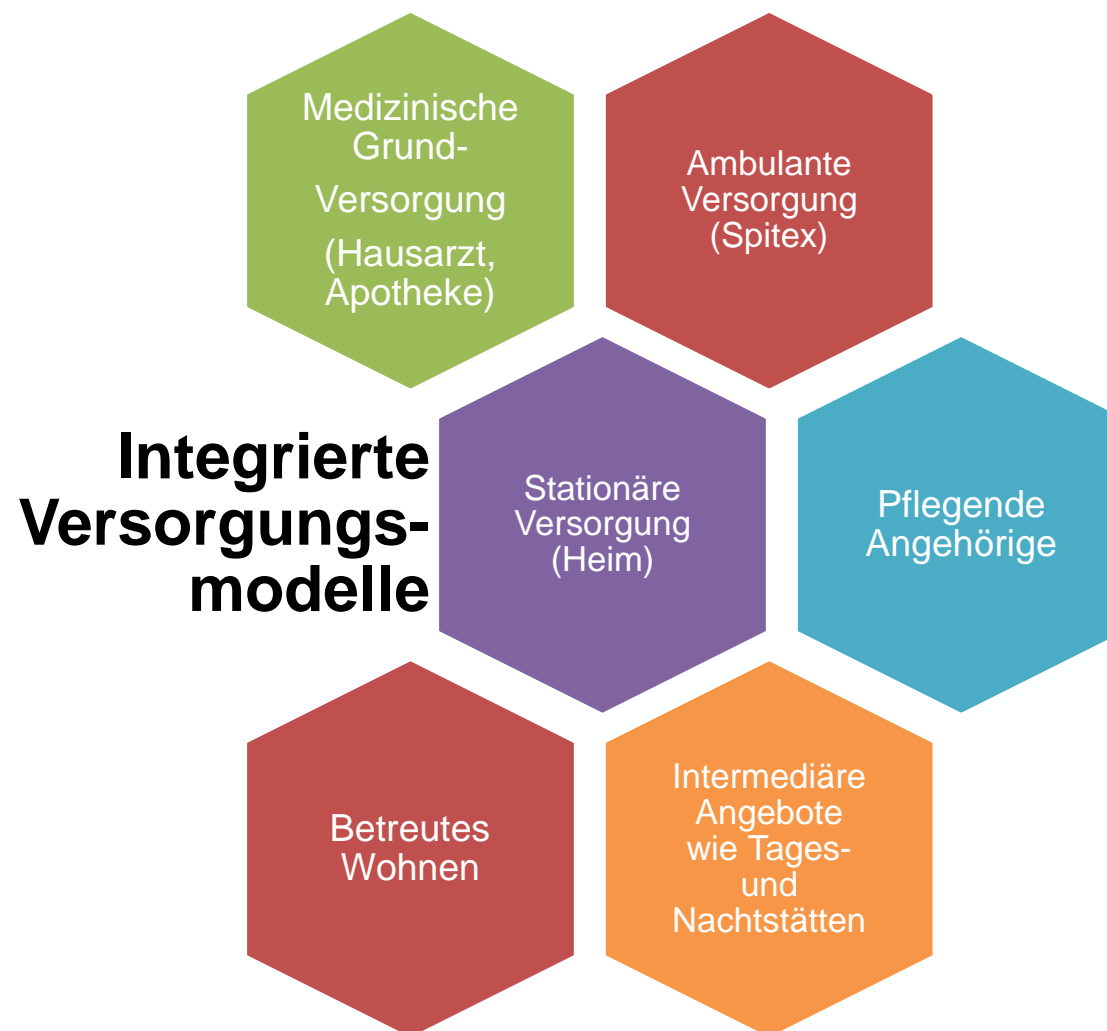 Medizinische
Grund-
Versorgung
(Hausarzt,
Apotheke)
Ambulante
Versorgung
(Spitex)
Integrierte
Versorgungs-
modelle
Stationäre
Versorgung
(Heim)
Pflegende
Angehörige
Betreutes
Wohnen
Intermediäre
Angebote
wie Tages-
und
Nachtstätten